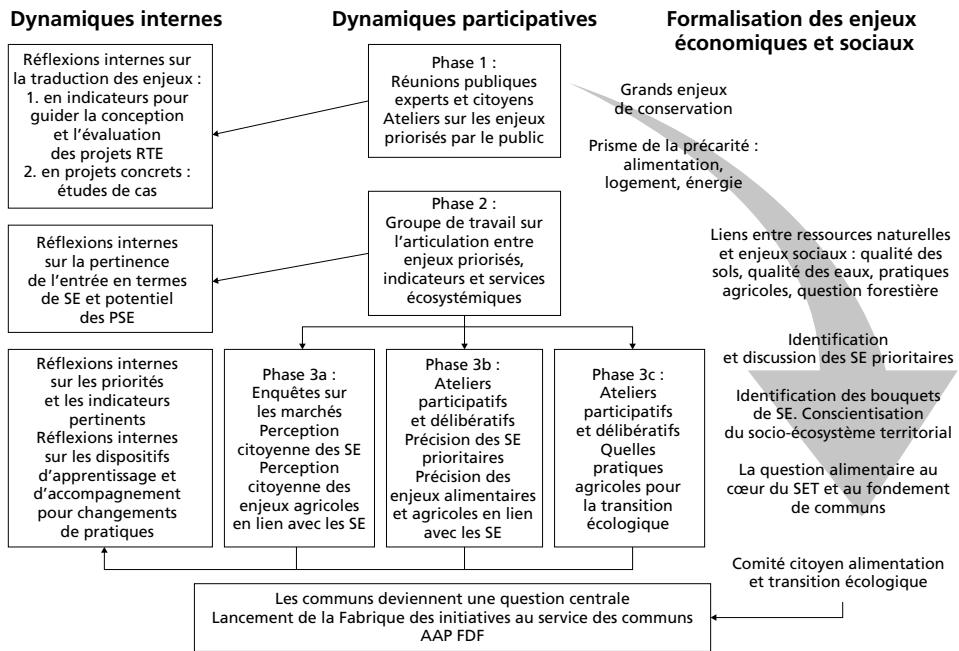 Dynamiques internes
Dynamiques participatives
Formalisation des enjeux
économiques et sociaux
Réflexions internes sur
la traduction des enjeux :
1. en indicateurs pour
guider la conception
et l'évaluation
des projets RTE
2. en projets concrets :
études de cas
Phase 1 :
Réunions publiques
experts et citoyens
Ateliers sur les enjeux
priorisés par le public
Grands enjeux
de conservation
Prisme de la précarité :
alimentation,
logement, énergie
Réflexions internes
sur la pertinence
de l'entrée en termes
de SE et potentiel
des PSE
Phase 2 :
Groupe de travail sur
l'articulation entre
enjeux priorisés,
indicateurs et services
écosystémiques
Liens entre ressources naturelles
et enjeux sociaux : qualité des
sols, qualité des eaux, pratiques
agricoles, question forestière
Réflexions internes
sur les priorités
et les indicateurs
pertinents
Réflexions internes
sur les dispositifs
d'apprentissage et
d'accompagnement
pour changements
de pratiques
Phase 3a :
Enquêtes sur
les marchés
Perception
citoyenne des SE
Perception
citoyenne des
enjeux agricoles
en lien avec les SE
Phase 3b :
Ateliers
participatifs
et délibératifs
Précision des SE
prioritaires
Précision des
enjeux alimentaires
et agricoles en lien
avec les SE
Phase 3c :
Ateliers
participatifs
et délibératifs
Quelles
pratiques
agricoles pour
la transition
écologique
Identification
et discussion des SE prioritaires
Identification des bouquets
de SE. Conscientisation
du socio-écosystème territorial
La question alimentaire au
cœur du SET et au fondement
de communs
Comité citoyen alimentation
et transition écologique
Les communs deviennent une question centrale
Lancement de la Fabrique des initiatives au service des communs
AAP FDF